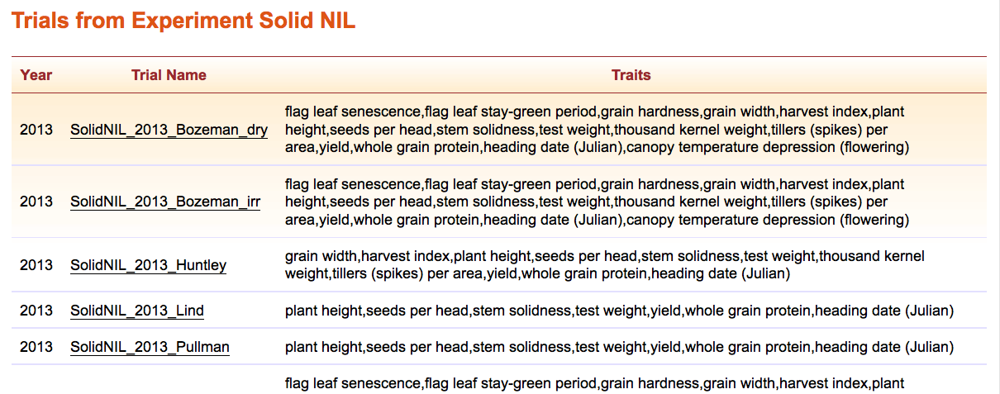 Trials from Experiment Solid NIL
Year Trial Name Traits
flag leaf senescence,flag leaf stay-green period,grain hardness,grain width,harvest index,plant
2013 SolidNIL_2013_Bozeman_dry height,seeds per head,stem solidness,test weight,thousand kernel weight,tillers (spikes) per
area,yield,whole grain protein,heading date (Julian),canopy temperature depression (flowering)
flag leaf senescence,flag leaf stay-green period,grain hardness,grain width,harvest index,plant
2013 SolidNIL_2013_Bozeman_irr height,seeds per head,stem solidness,test weight,thousand kernel weight,tillers (spikes) per
area,yield,whole grain protein,heading date (Julian),canopy temperature depression (flowering)
2013 SolidNIL_2013_Huntley grain width,harvest index,plant height,seeds per head,stem solidness,test weight,thousand kernel
weight,tillers (spikes) per area,yield,whole grain protein,heading date (Julian)
2013 SolidNIL_2013_Lind plant height,seeds per head,stem solidness,test weight,yield,whole grain protein,heading date (Julian)
2013 SolidNIL_2013_Pullman plant height,seeds per head,stem solidness,test weight,yield,whole grain protein,heading date (Julian)
flag leaf senescence,flag leaf stay-green period,grain hardness,grain width,harvest index,plant